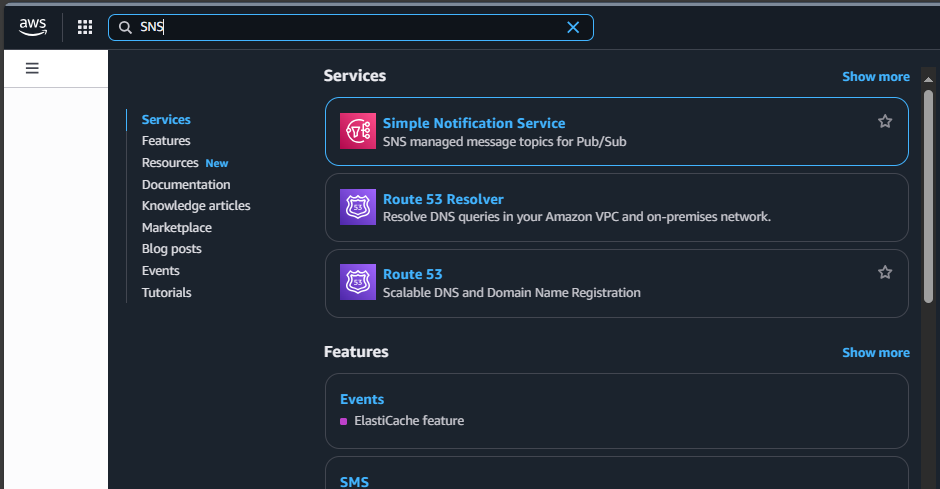 aws
SNS
Services
Show more
Services
Features
Resources New
Documentation
Knowledge articles
Marketplace
Blog posts
Events
Tutorials
Simple Notification Service
SNS managed message topics for Pub/Sub
53
Route 53 Resolver
Resolve DNS queries in your Amazon VPC and on-premises network.
53
Route 53
Scalable DNS and Domain Name Registration
Features
Show more
Events
ElastiCache feature
SMS